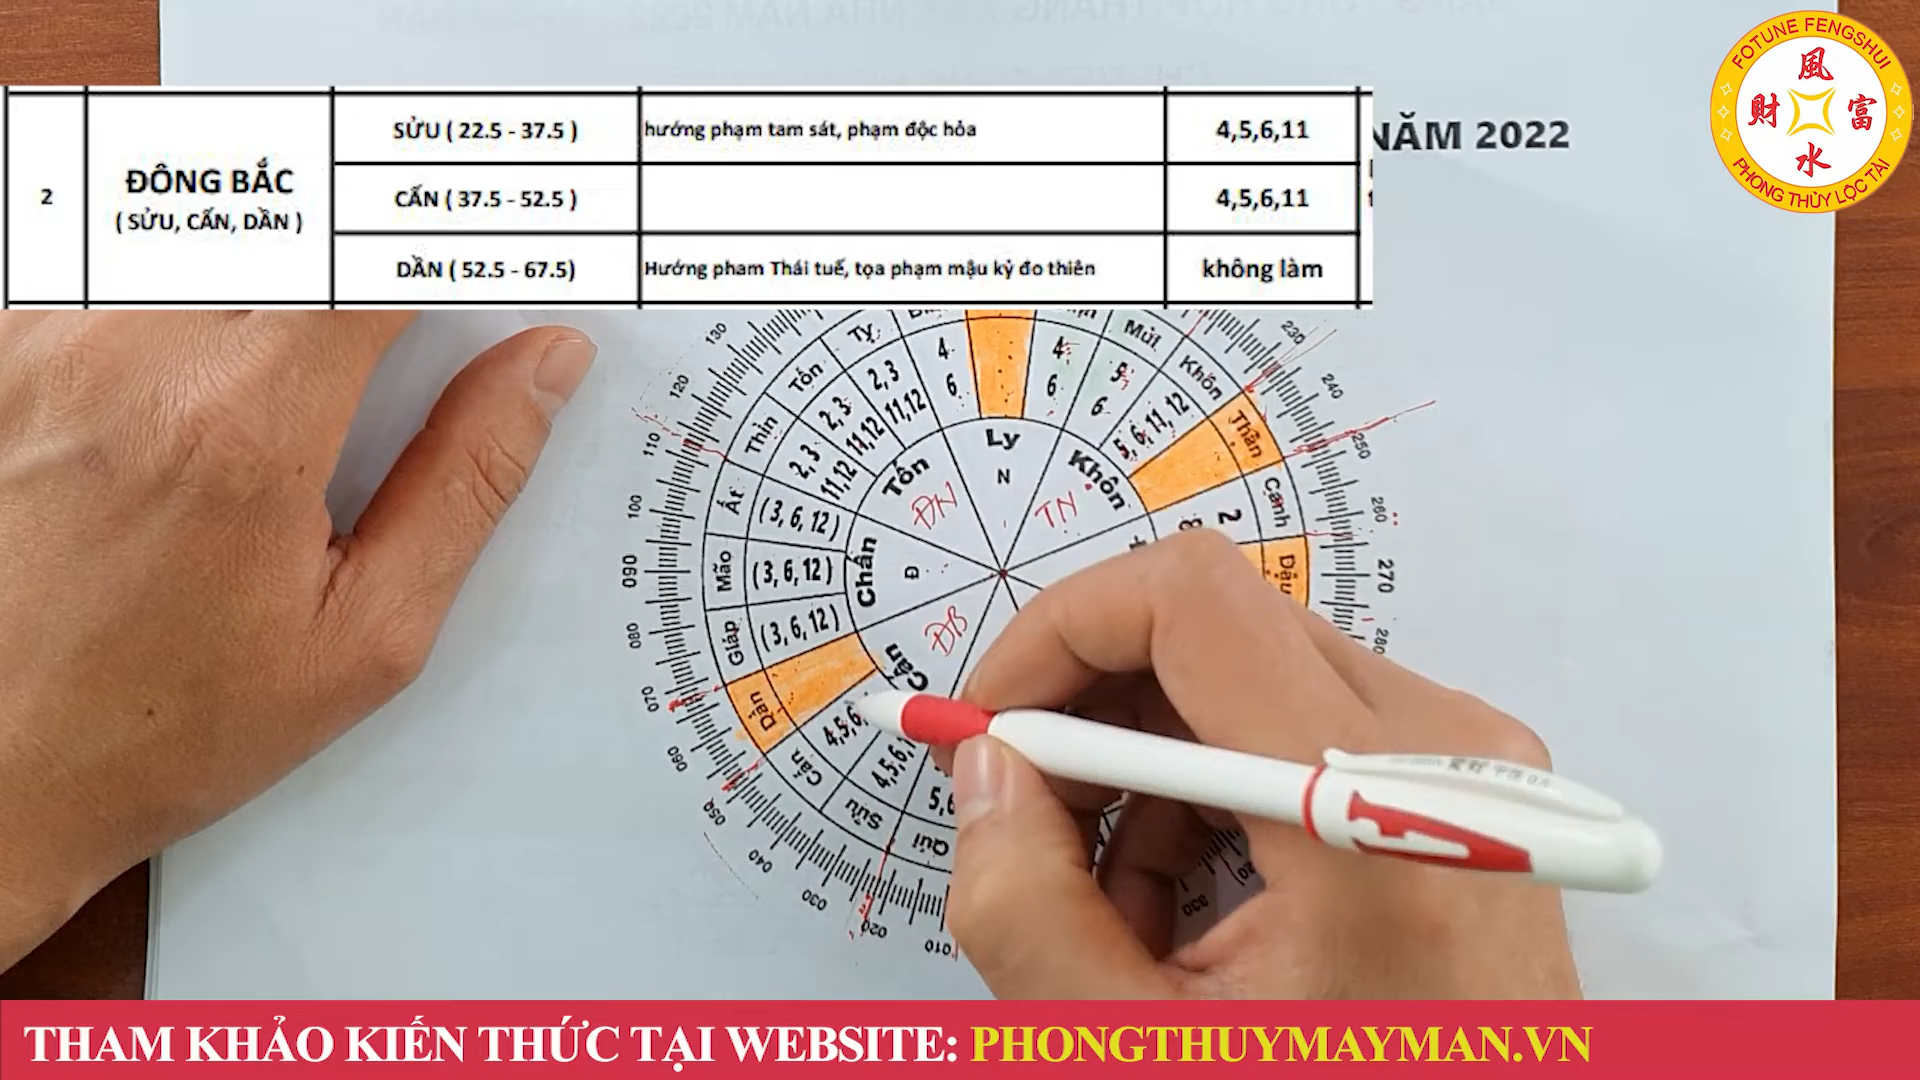 FOTUNE FENGSHUI
風
財 富
水
PHONG THỦY LỘC TÀI
NĂM 2022
2
ĐÔNG BẮC
( SỬU, CẤN, DẦN )
SỬU ( 22.5 - 37.5 )
hướng phạm tam sát, phạm độc hỏa
4,5,6,11
CẤN ( 37.5 - 52.5 )
4,5,6,11
DẦN ( 52.5 - 67.5)
Hướng pham Thái tuế, tọa phạm mậu kỷ đo thiên
không làm
130
120
110
100
090
080
070
060
050
040
030
020
010
230
240
250
260
270
280
Tỵ
Tốn
Thìn
Ất
Mão
Giáp
Dần
Cấn
Sửu
Quí
Mùi
Khôn
Thân
Canh
Dậu
4
6
4
6
5
6
5, 6, 11, 12
2
8
2, 3
11,12
2, 3
11,12
2, 3
11,12
( 3, 6, 12 )
( 3, 6, 12 )
( 3, 6, 12 )
4,5,6
4,5,6,1
Ly
N
Khôn
TN
Tốn
ĐN
Chấn
Đ
Cấn
ĐB
THAM KHẢO KIẾN THỨC TẠI WEBSITE: PHONGTHUYMAYMAN.VN